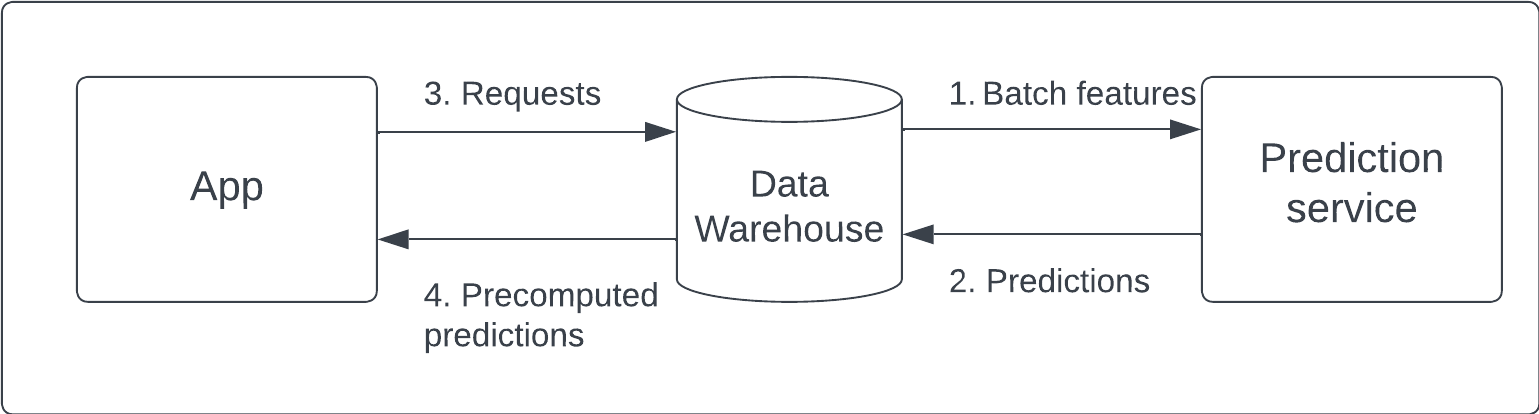 3. Requests
1. Batch features
App
Data
Warehouse
Prediction
service
4. Precomputed
predictions
2. Predictions